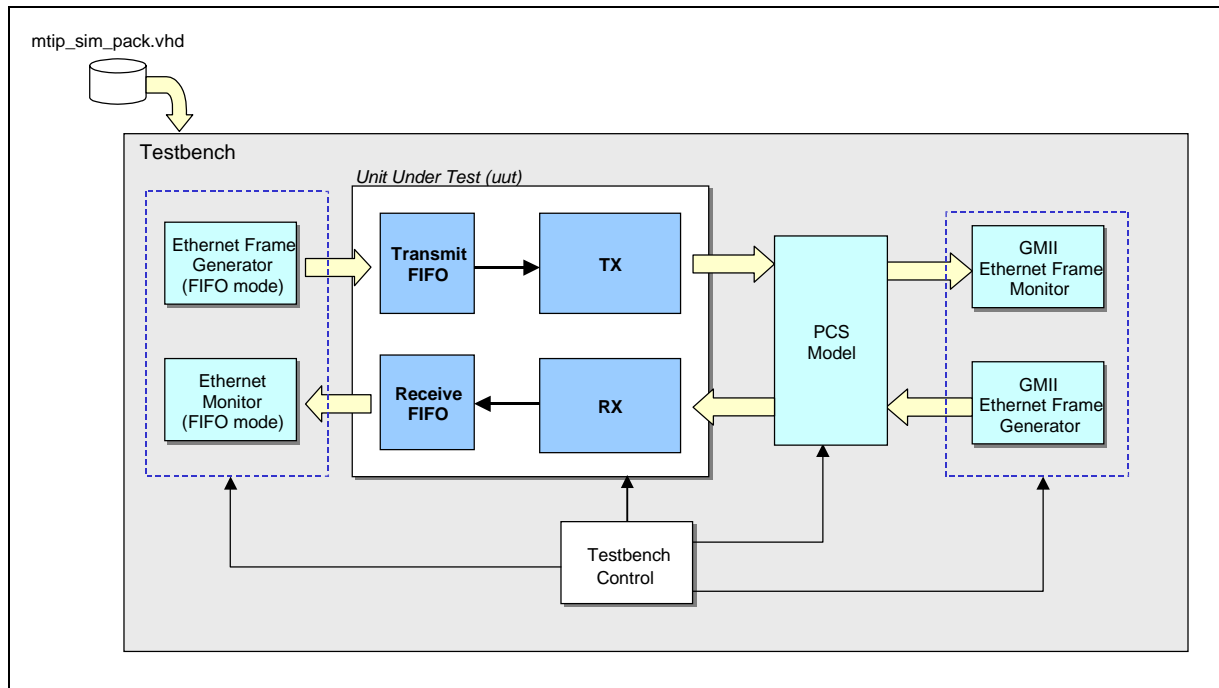 mtip_sim_pack.vhd
Testbench
Unit Under Test (uut)
Ethernet Frame
Generator
(FIFO mode)
Transmit
FIFO
TX
PCS
Model
GMII
Ethernet Frame
Monitor
Ethernet
Monitor
(FIFO mode)
Receive
FIFO
RX
GMII
Ethernet Frame
Generator
Testbench
Control